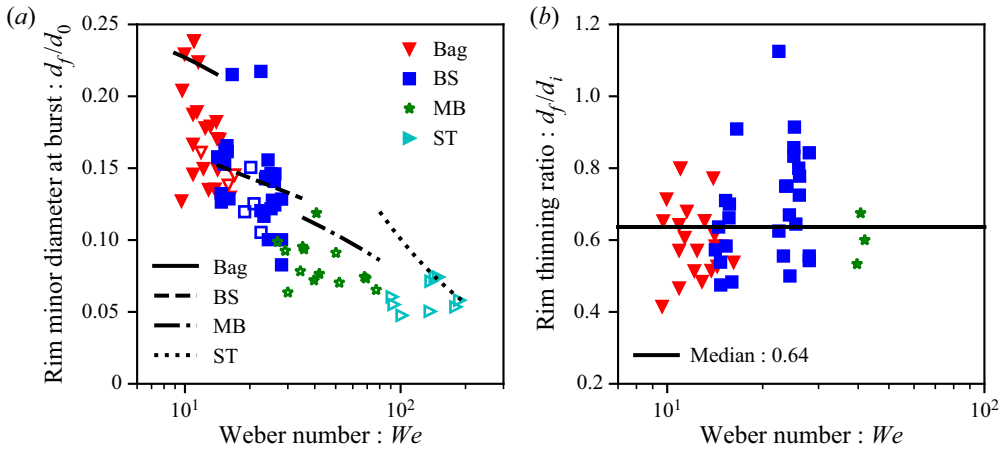 (a)
0.25
0.20
0.15
0.10
0.05
0
Rim minor diameter at burst : d_f/d_0
Bag
BS
MB
ST
Bag
BS
MB
ST
10^1
10^2
Weber number : We
(b)
1.2
1.0
0.8
0.6
0.4
0.2
Rim thinning ratio : d_f/d_i
Median : 0.64
10^1
10^2
Weber number : We